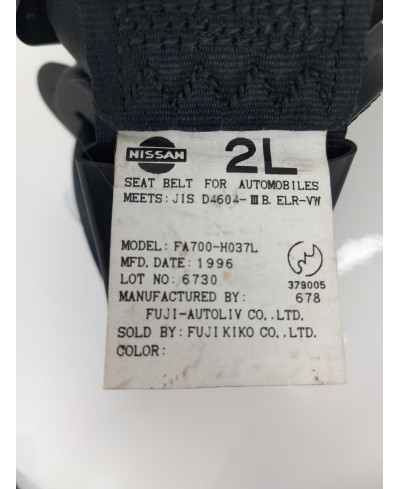 NISSAN 2L
SEAT BELT FOR AUTOMOBILES
MEETS: JIS D4604-ⅢB. ELR-VW
MODEL: FA700-H037L
MFD. DATE: 1996
LOT NO: 6730
379005
MANUFACTURED BY: 678
FUJI-AUTOLIV CO.,LTD.
SOLD BY: FUJIKIKO CO.,LTD.
COLOR: